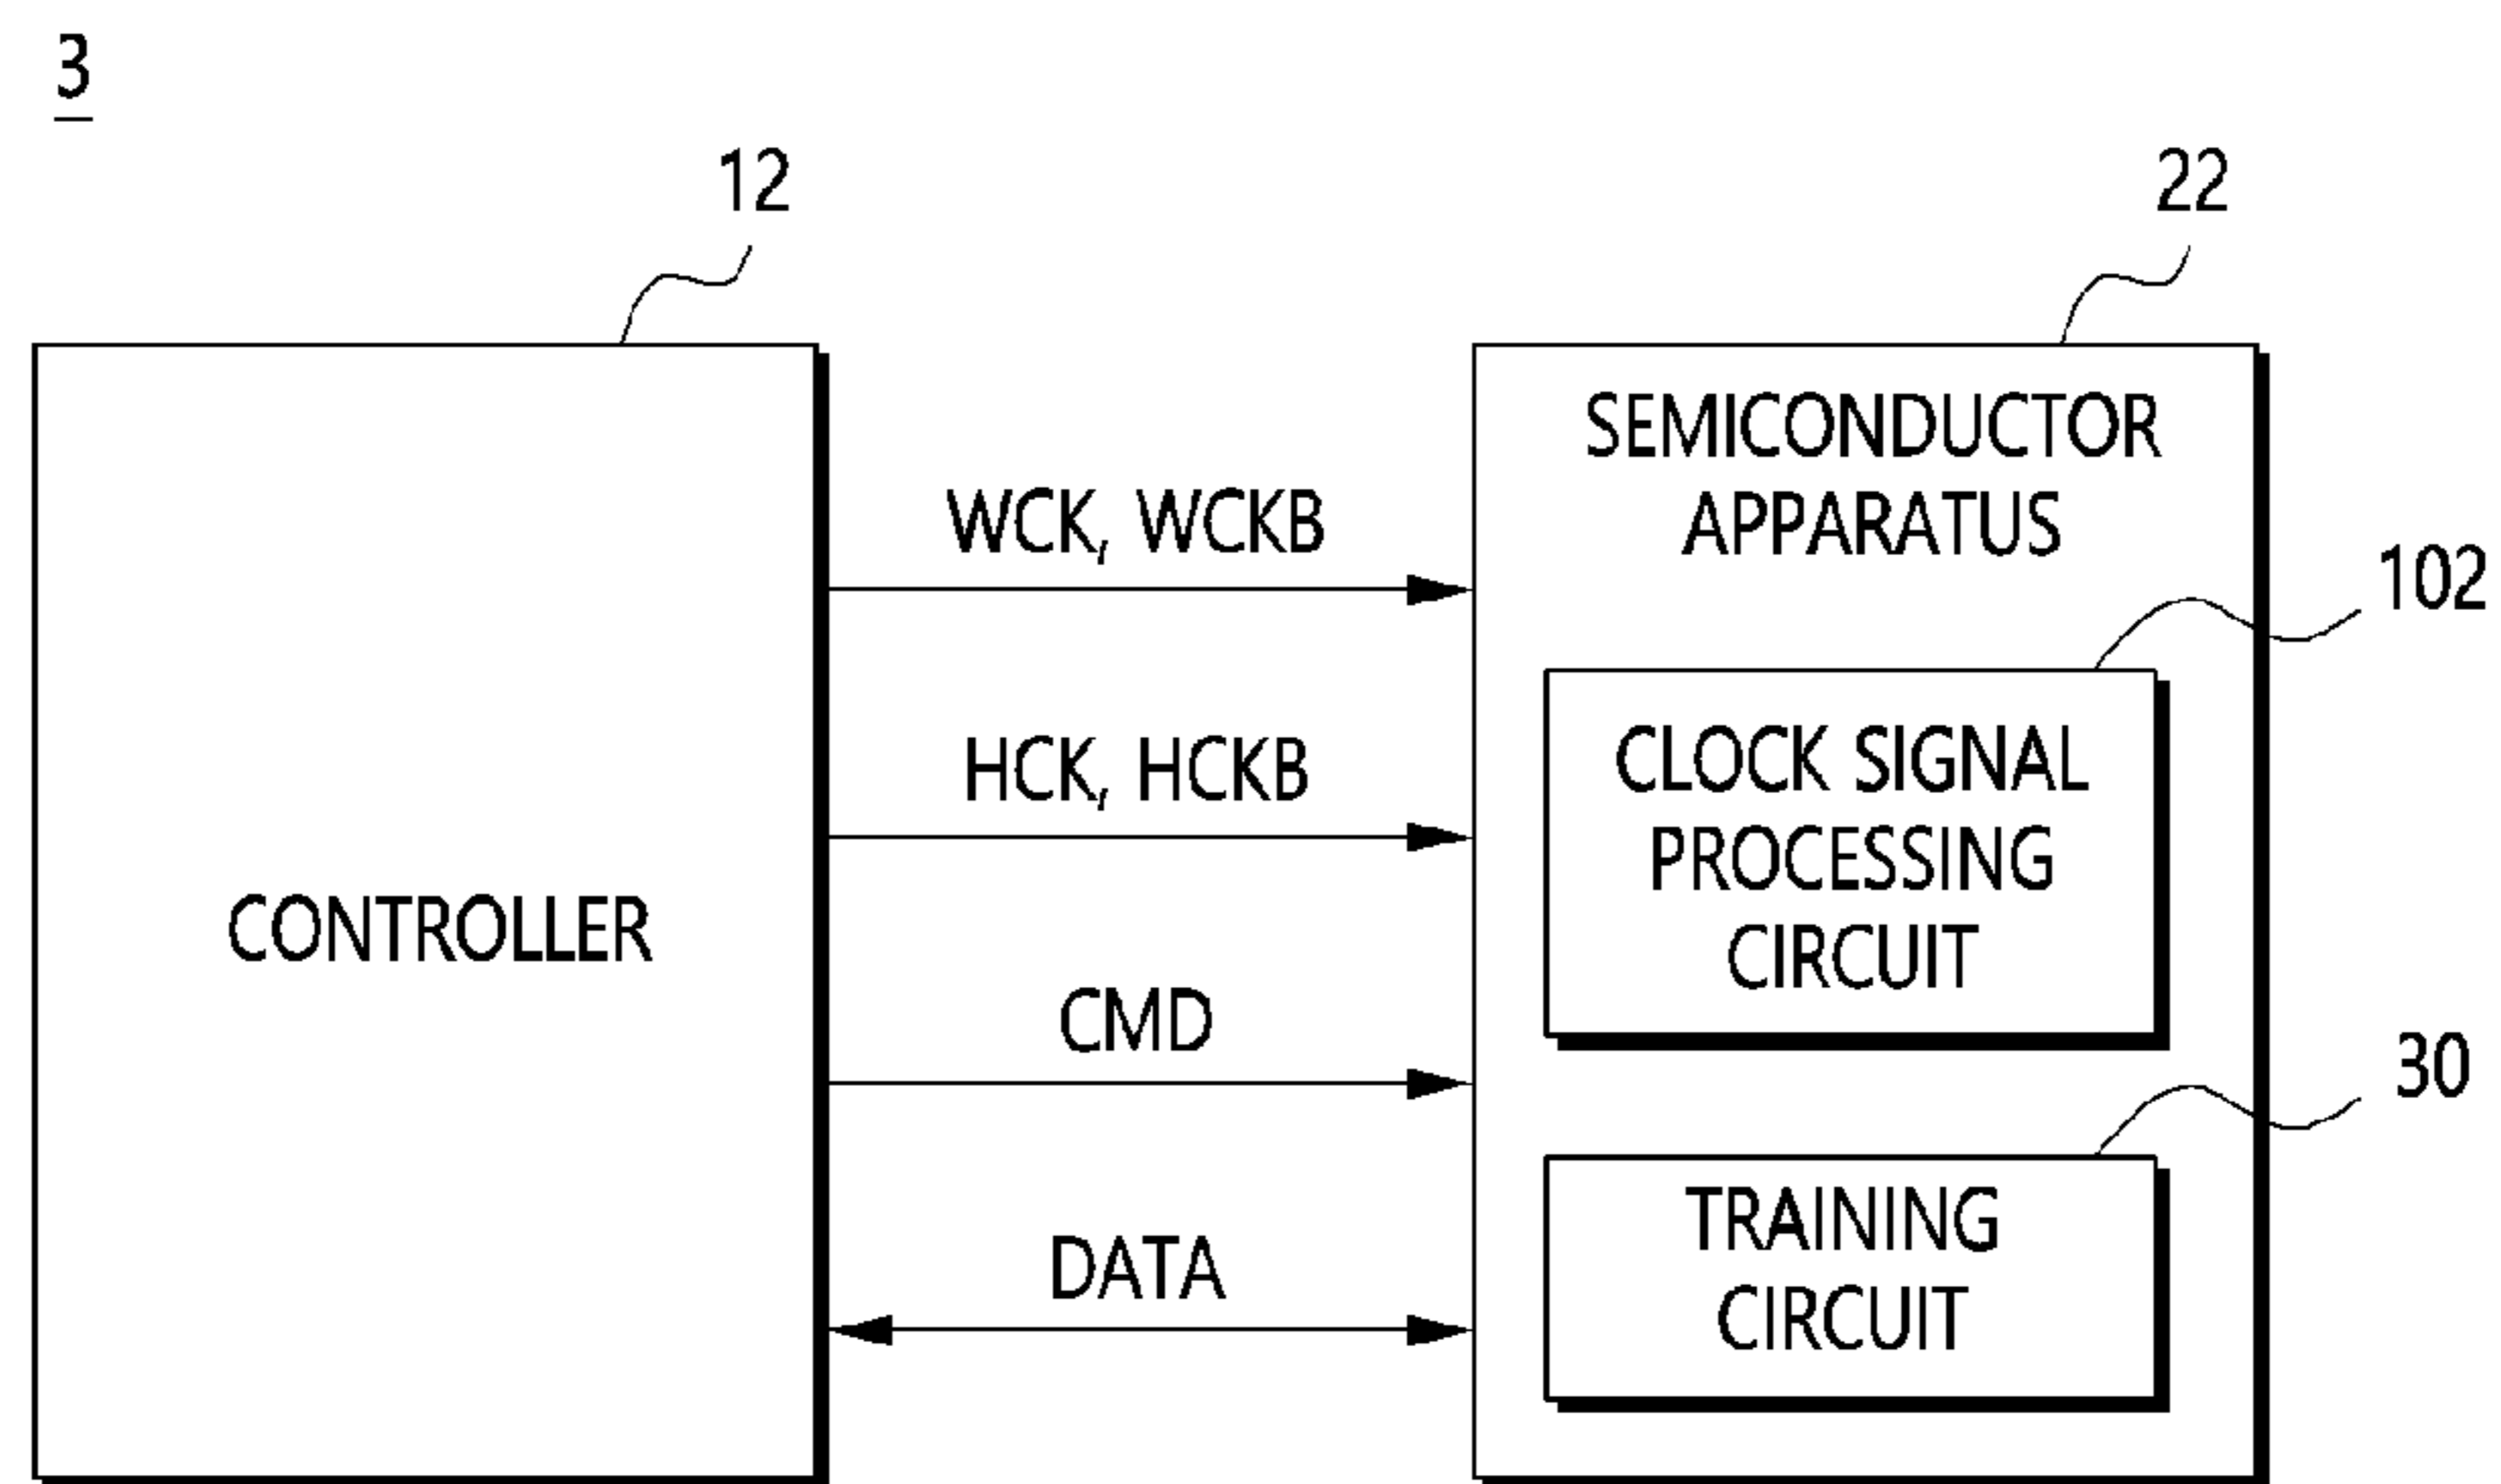 3
12
22
SEMICONDUCTOR
APPARATUS
WCK, WCKB
102
CLOCK SIGNAL
PROCESSING
CIRCUIT
HCK, HCKB
CONTROLLER
CMD
30
TRAINING
CIRCUIT
DATA